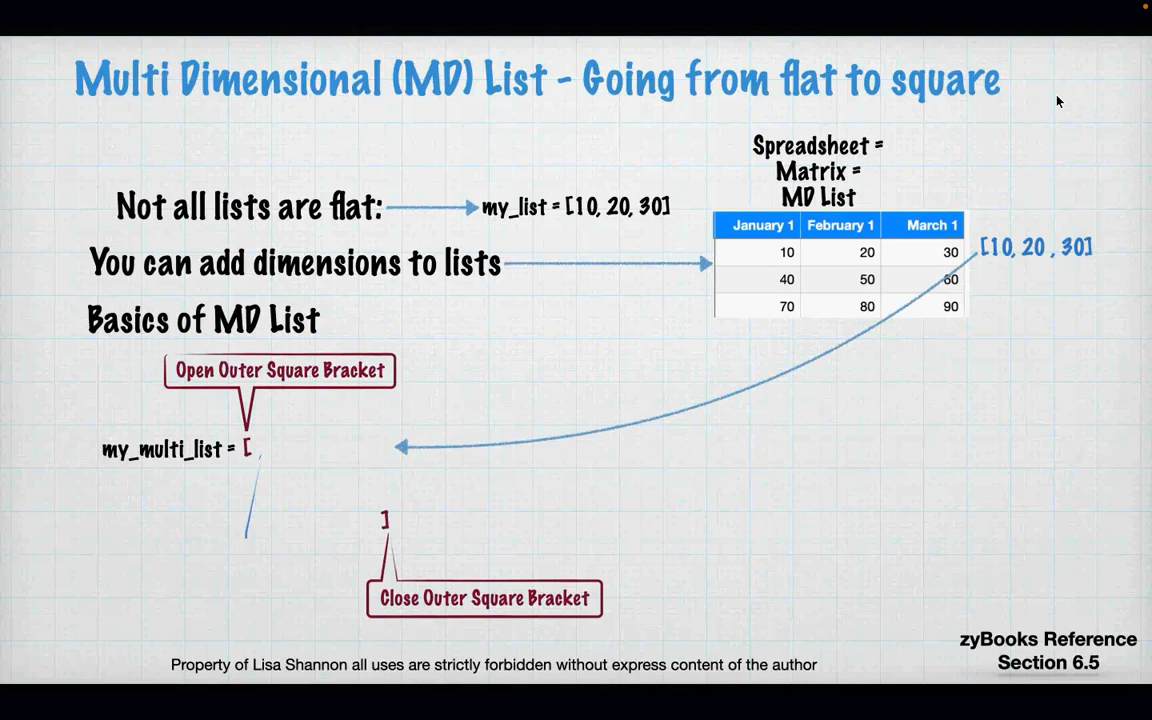 Multi Dimensional (MD) List - Going from flat to square
Spreadsheet =
Matrix =
MD List
Not all lists are flat:
my_list = [10, 20, 30]
January 1 February 1 March 1
You can add dimensions to lists
10 20 30
[10, 20 , 30]
40 50 60
70 80 90
Basics of MD List
Open Outer Square Bracket
my_multi_list = [
]
Close Outer Square Bracket
zyBooks Reference
Section 6.5
Property of Lisa Shannon all uses are strictly forbidden without express content of the author